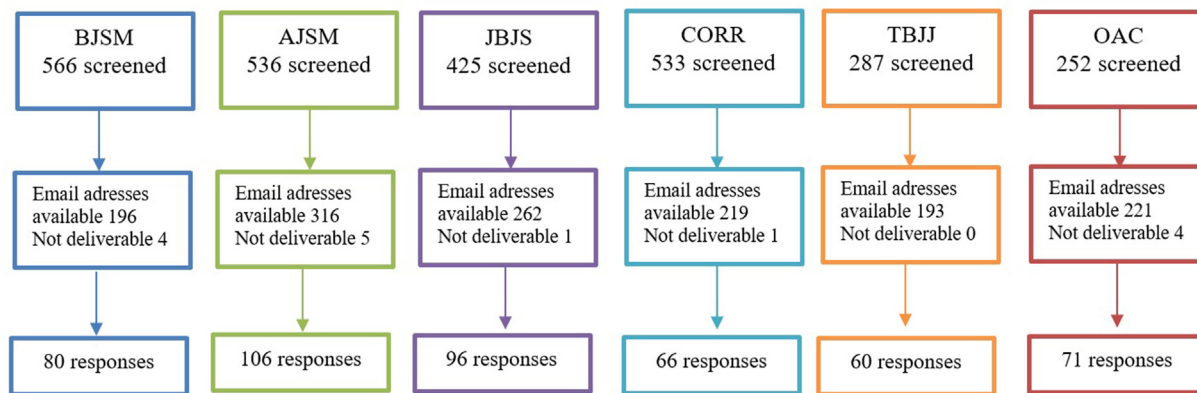 BJSM
566 screened
AJSM
536 screened
JBJS
425 screened
CORR
533 screened
TBJJ
287 screened
OAC
252 screened
Email adresses
available 196
Not deliverable 4
Email adresses
available 316
Not deliverable 5
Email adresses
available 262
Not deliverable 1
Email adresses
available 219
Not deliverable 1
Email adresses
available 193
Not deliverable 0
Email adresses
available 221
Not deliverable 4
80 responses
106 responses
96 responses
66 responses
60 responses
71 responses